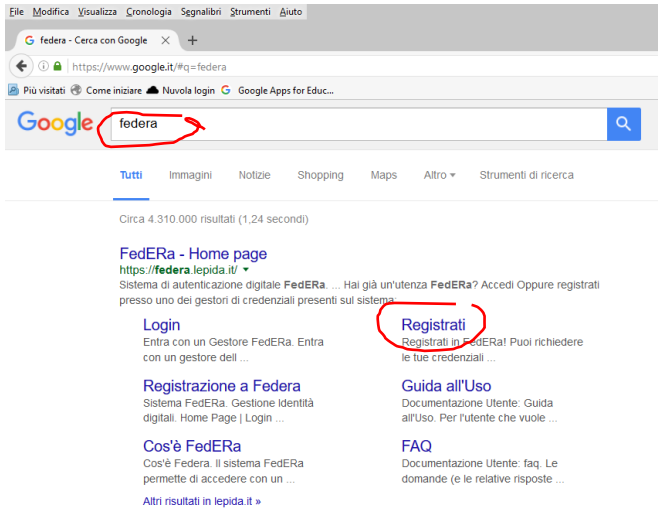 File Modifica Visualizza Cronologia Segnalibri Strumenti Aiuto
G federa - Cerca con Google × +
https://www.google.it/#q=federa
Più visitati Come iniziare Nuvola login G Google Apps for Educ...
Google federa
Tutti Immagini Notizie Shopping Maps Altro Strumenti di ricerca
Circa 4.310.000 risultati (1,24 secondi)
FedERa - Home page
https://federa.lepida.it/
Sistema di autenticazione digitale FedERa. ... Hai già un'utenza FedERa? Accedi Oppure registrati
presso uno dei gestori di credenziali presenti sul sistema:
Login
Entra con un Gestore FedERa. Entra
con un gestore dell ...
Registrati
Registrati in FedERa! Puoi richiedere
le tue credenziali ...
Registrazione a Federa
Sistema FedERa. Gestione Identità
digitali. Home Page | Login ...
Guida all'Uso
Documentazione Utente: Guida
all'Uso. Per l'utente che vuole ...
Cos'è FedERa
Cos'è Federa. Il sistema FedERa
permette di accedere con un ...
FAQ
Documentazione Utente: faq. Le
domande (e le relative risposte ...
Altri risultati in lepida.it »